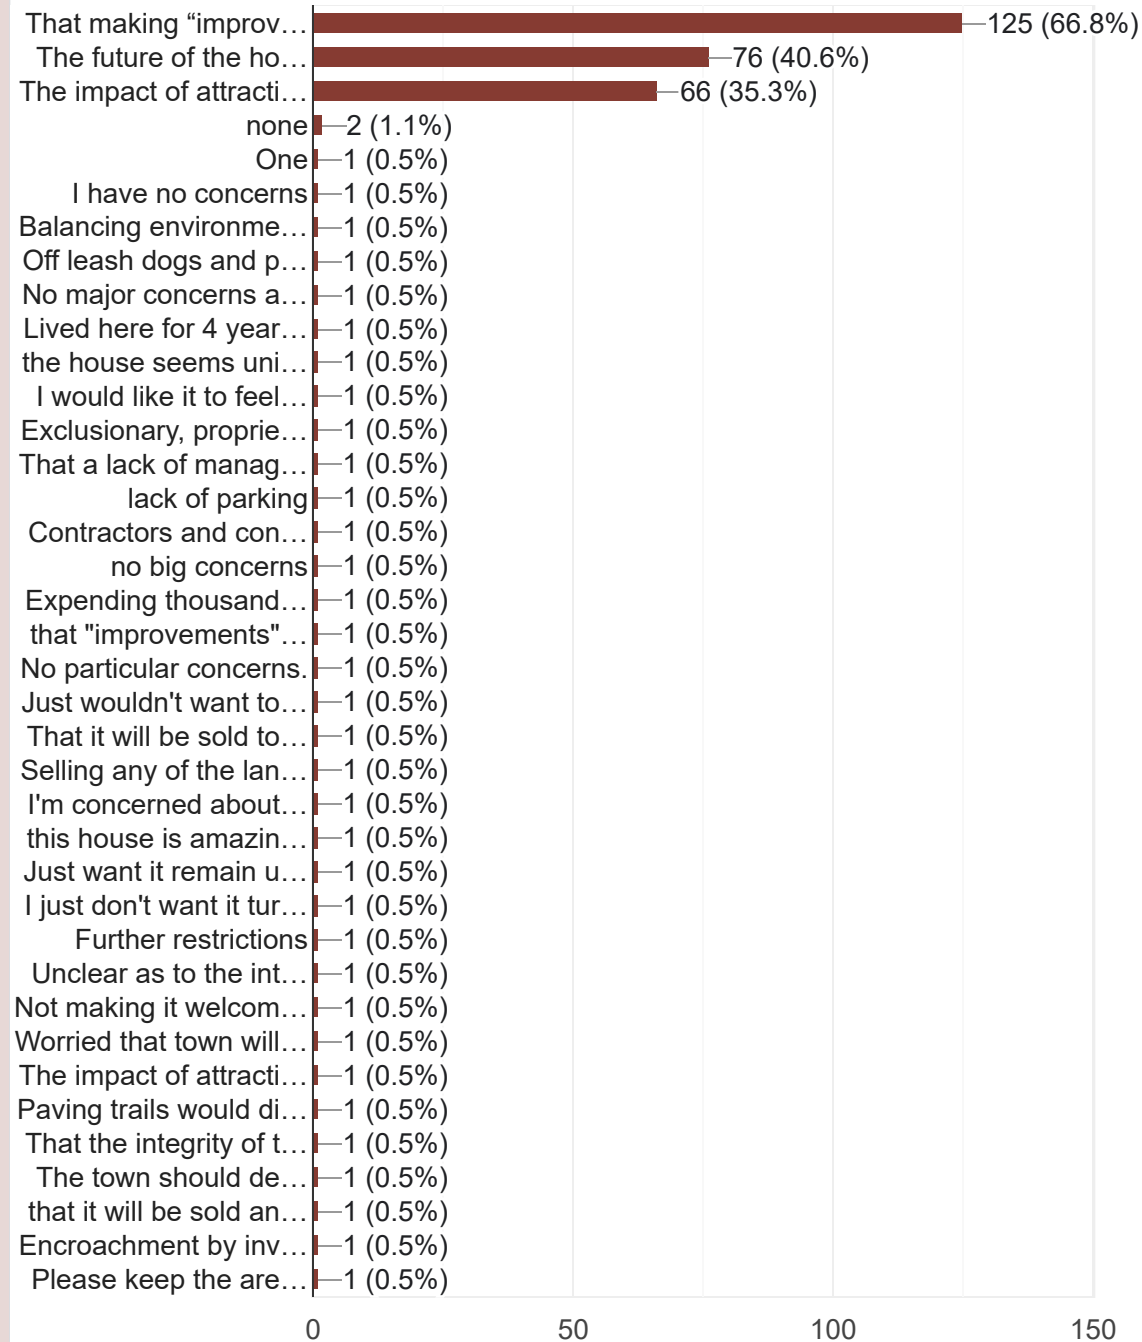 That making “improv… 125 (66.8%)
The future of the ho… 76 (40.6%)
The impact of attracti… 66 (35.3%)
none 2 (1.1%)
One 1 (0.5%)
I have no concerns 1 (0.5%)
Balancing environme… 1 (0.5%)
Off leash dogs and p… 1 (0.5%)
No major concerns a… 1 (0.5%)
Lived here for 4 year… 1 (0.5%)
the house seems uni… 1 (0.5%)
I would like it to feel… 1 (0.5%)
Exclusionary, proprie… 1 (0.5%)
That a lack of manag… 1 (0.5%)
lack of parking 1 (0.5%)
Contractors and con… 1 (0.5%)
no big concerns 1 (0.5%)
Expending thousand… 1 (0.5%)
that "improvements"… 1 (0.5%)
No particular concerns. 1 (0.5%)
Just wouldn't want to… 1 (0.5%)
That it will be sold to… 1 (0.5%)
Selling any of the lan… 1 (0.5%)
I'm concerned about… 1 (0.5%)
this house is amazin… 1 (0.5%)
Just want it remain u… 1 (0.5%)
I just don't want it tur… 1 (0.5%)
Further restrictions 1 (0.5%)
Unclear as to the int… 1 (0.5%)
Not making it welcom… 1 (0.5%)
Worried that town will… 1 (0.5%)
The impact of attracti… 1 (0.5%)
Paving trails would di… 1 (0.5%)
That the integrity of t… 1 (0.5%)
The town should de… 1 (0.5%)
that it will be sold an… 1 (0.5%)
Encroachment by inv… 1 (0.5%)
Please keep the are… 1 (0.5%)
0 50 100 150